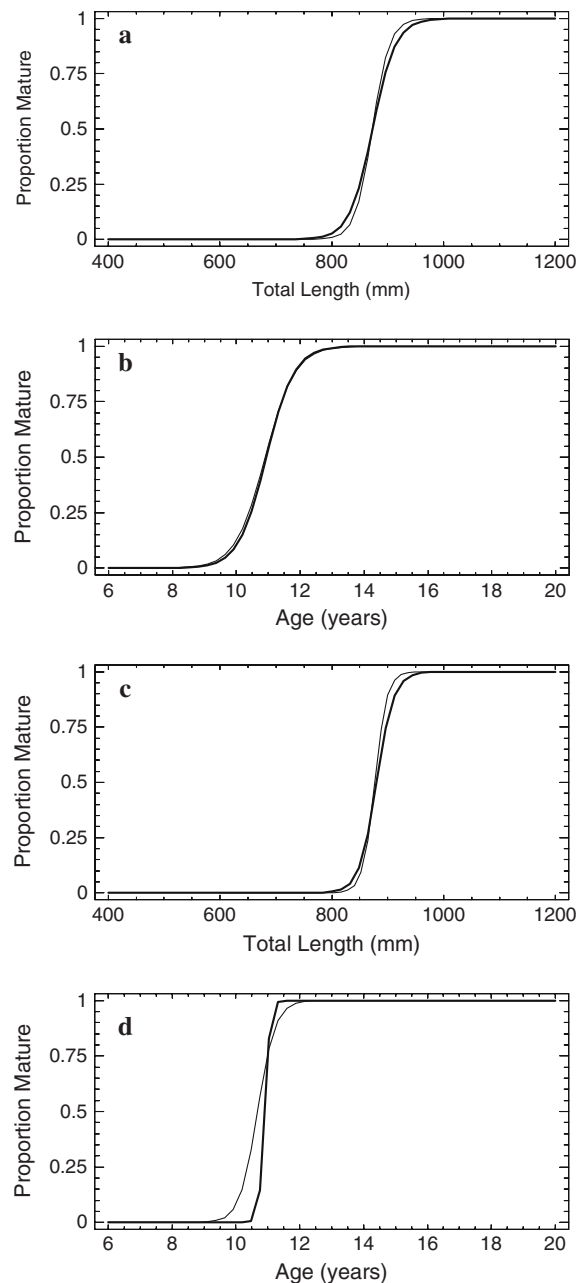 a
1
0.75
0.5
0.25
0
Proportion Mature
400 600 800 1000 1200
Total Length (mm)
b
1
0.75
0.5
0.25
0
Proportion Mature
6 8 10 12 14 16 18 20
Age (years)
c
1
0.75
0.5
0.25
0
Proportion Mature
400 600 800 1000 1200
Total Length (mm)
d
1
0.75
0.5
0.25
0
Proportion Mature
6 8 10 12 14 16 18 20
Age (years)